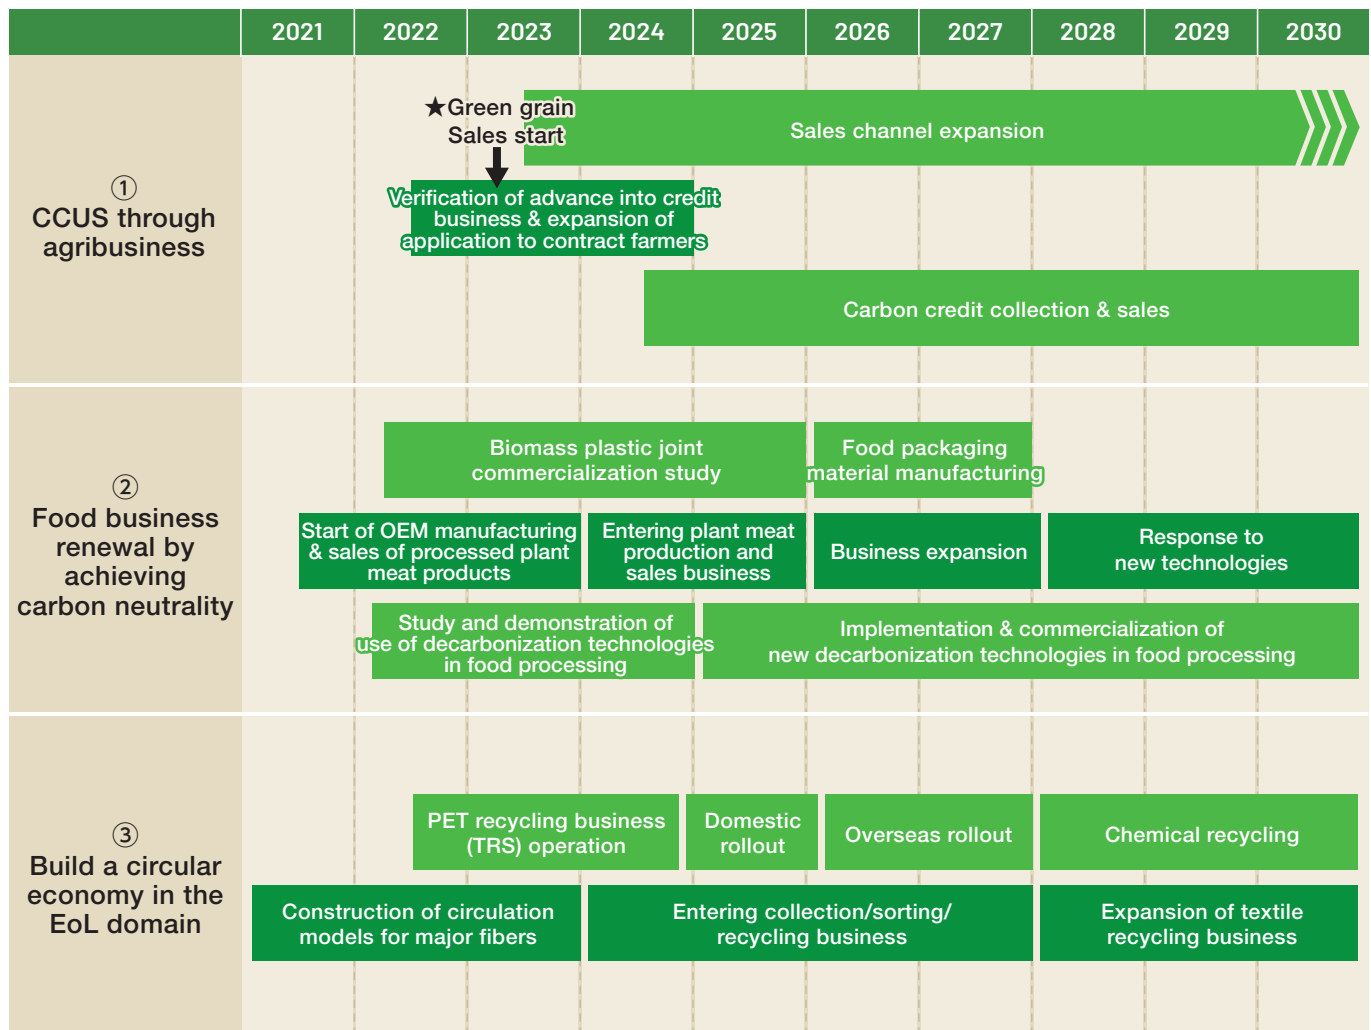 2021 2022 2023 2024 2025 2026 2027 2028 2029 2030
①
CCUS through
agribusiness
★Green grain
Sales start
Sales channel expansion
Verification of advance into credit
business & expansion of
application to contract farmers
Carbon credit collection & sales
②
Food business
renewal by
achieving
carbon neutrality
Biomass plastic joint
commercialization study
Food packaging
material manufacturing
Start of OEM manufacturing
& sales of processed plant
meat products
Entering plant meat
production and
sales business
Business expansion
Response to
new technologies
Study and demonstration of
use of decarbonization technologies
in food processing
Implementation & commercialization of
new decarbonization technologies in food processing
③
Build a circular
economy in the
EoL domain
PET recycling business
(TRS) operation
Domestic
rollout
Overseas rollout
Chemical recycling
Construction of circulation
models for major fibers
Entering collection/sorting/
recycling business
Expansion of textile
recycling business